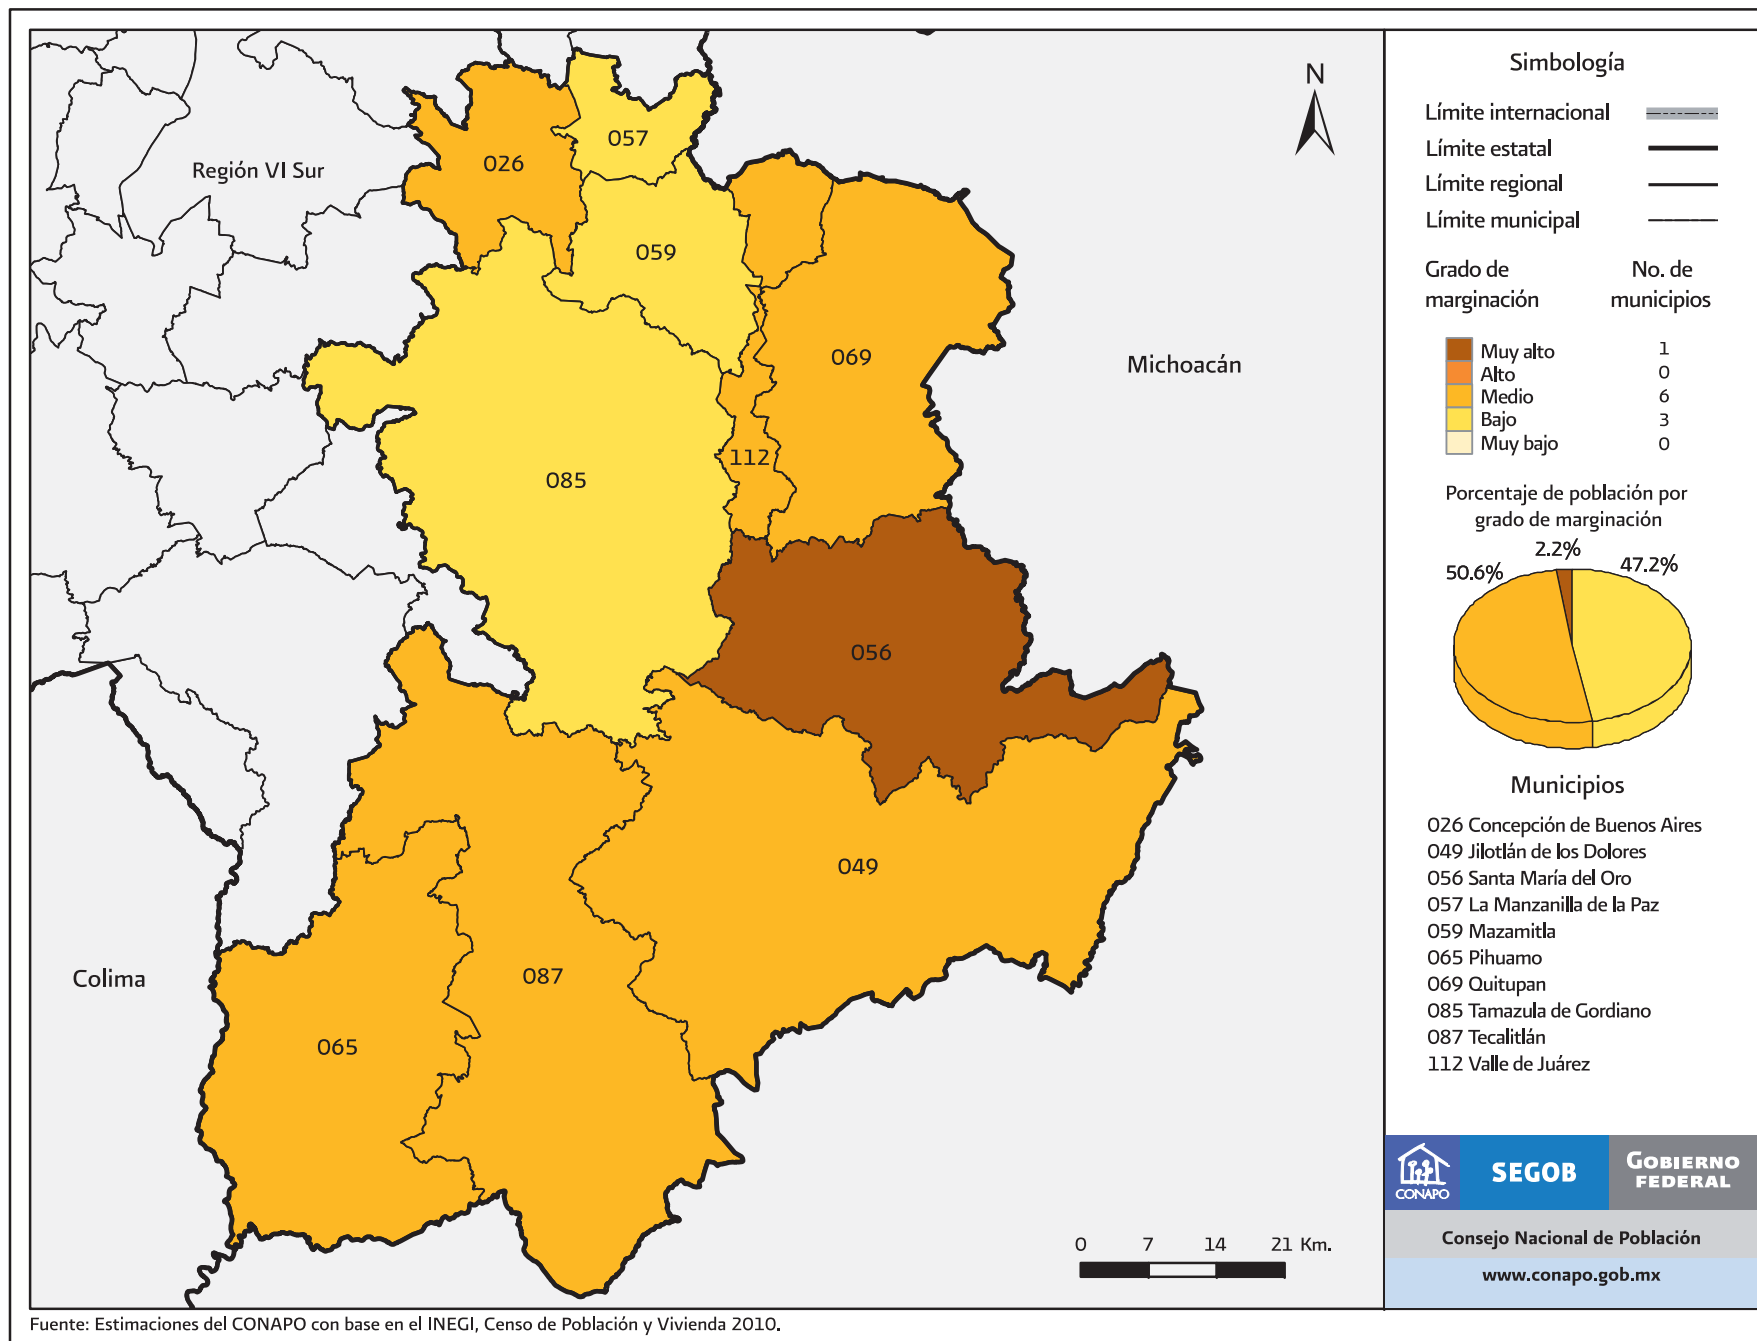 Región VI Sur
026
057
059
N
069
Michoacán
112
085
056
049
087
065
Colima
0 7 14 21 Km.
Simbología
Límite internacional
Límite estatal
Límite regional
Límite municipal
Grado de marginación
No. de municipios
Muy alto 1
Alto 0
Medio 6
Bajo 3
Muy bajo 0
Porcentaje de población por
grado de marginación
2.2%
50.6%
47.2%
Municipios
026 Concepción de Buenos Aires
049 Jilotlán de los Dolores
056 Santa María del Oro
057 La Manzanilla de la Paz
059 Mazamitla
065 Pihuamo
069 Quitupan
085 Tamazula de Gordiano
087 Tecalitlán
112 Valle de Juárez
CONAPO
SEGOB
GOBIERNO
FEDERAL
Consejo Nacional de Población
www.conapo.gob.mx
Fuente: Estimaciones del CONAPO con base en el INEGI, Censo de Población y Vivienda 2010.